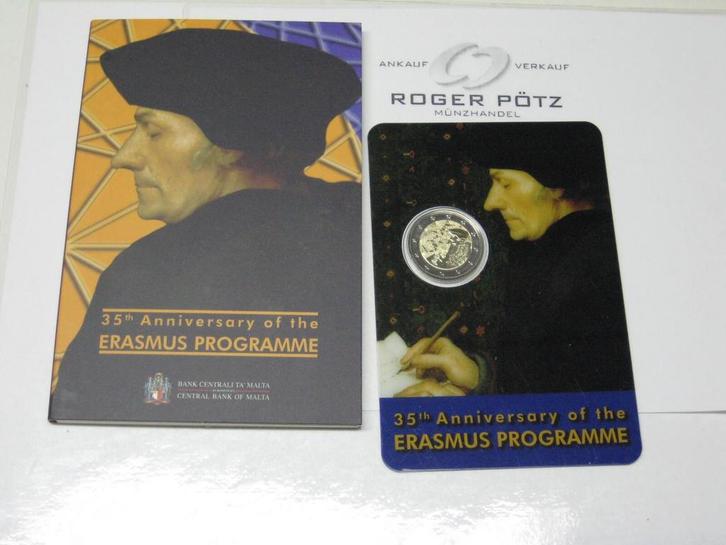 ANKAUF VERKAUF
ROGER PÖTZ
MÜNZHANDEL
35th Anniversary of the
ERASMUS PROGRAMME
BANK ĊENTRALI TA' MALTA
CENTRAL BANK OF MALTA
35th Anniversary of the
ERASMUS PROGRAMME